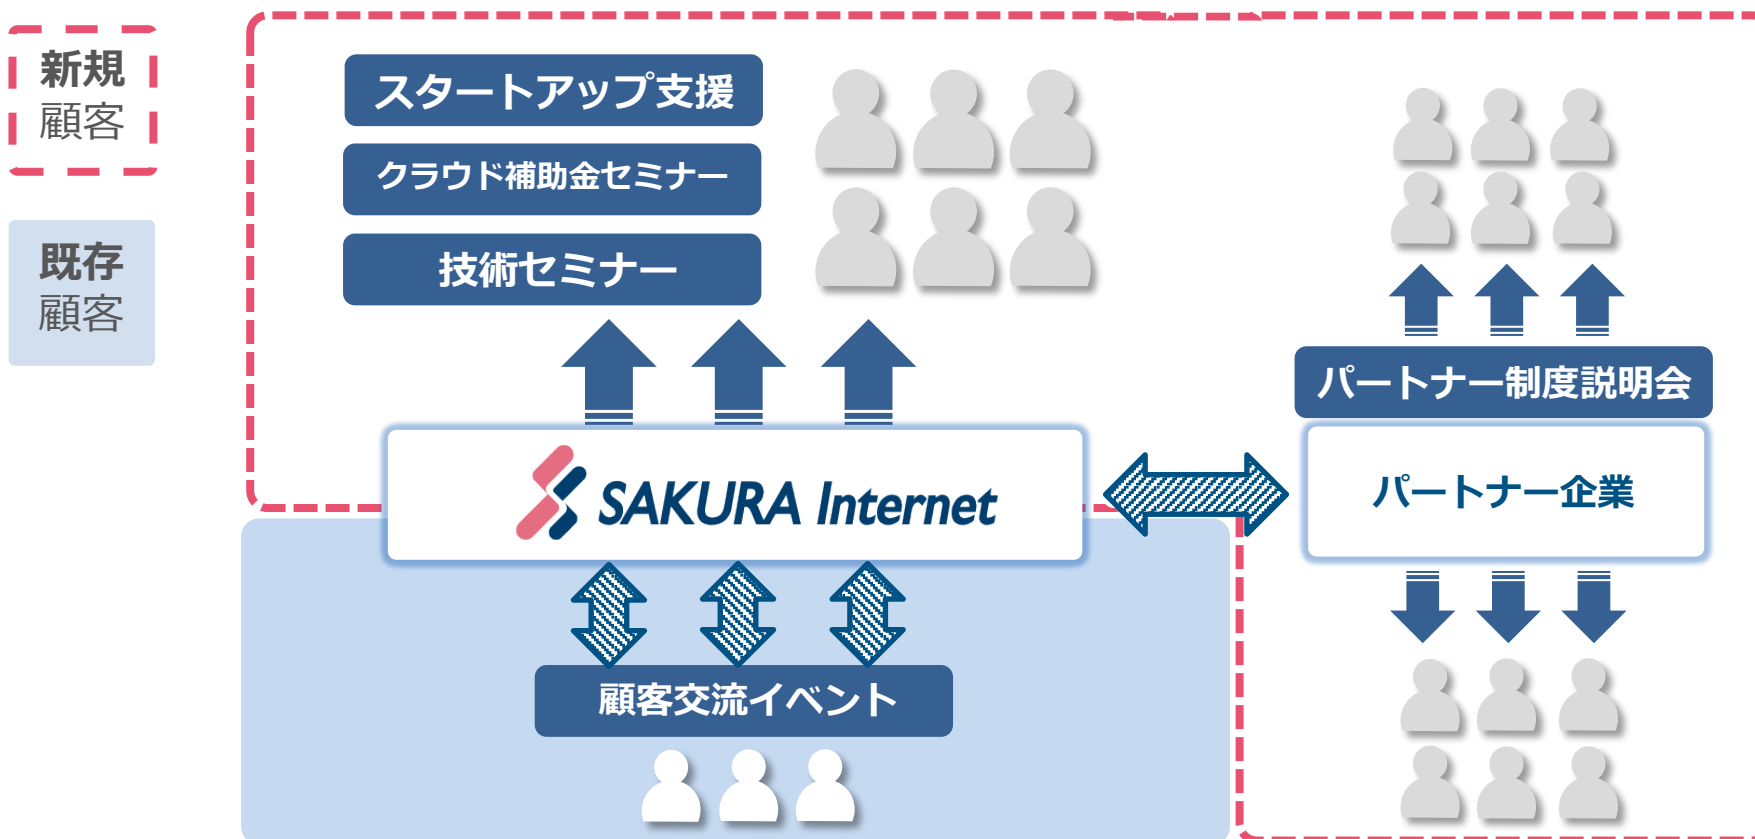 新規
顧客
既存
顧客
スタートアップ支援
クラウド補助金セミナー
技術セミナー
SAKURA Internet
顧客交流イベント
パートナー制度説明会
パートナー企業